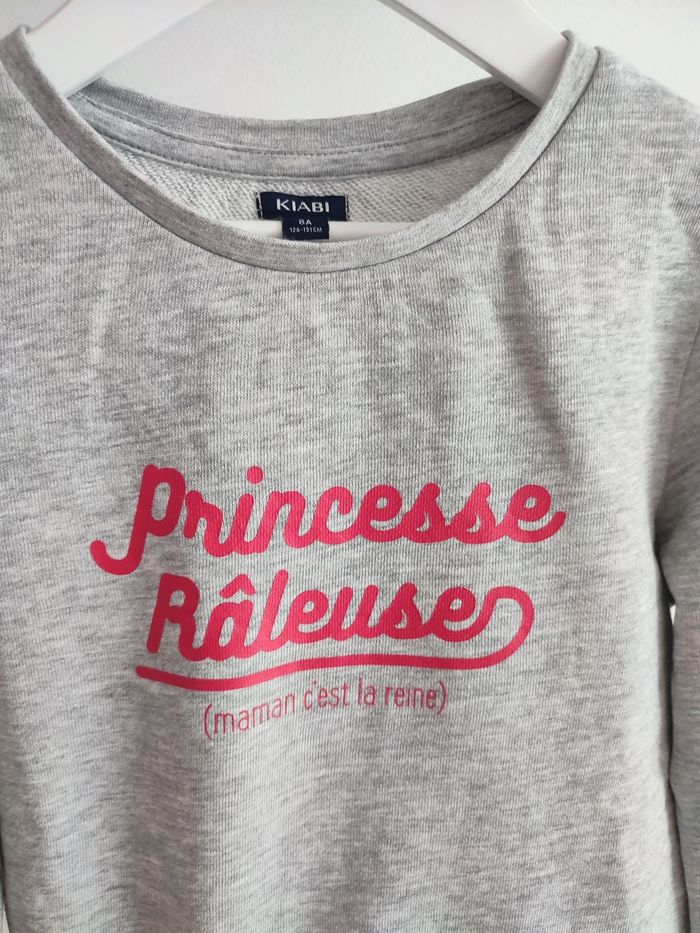 KIABI
8A
126-131CM
Princesse
Râleuse
(maman c'est la reine)